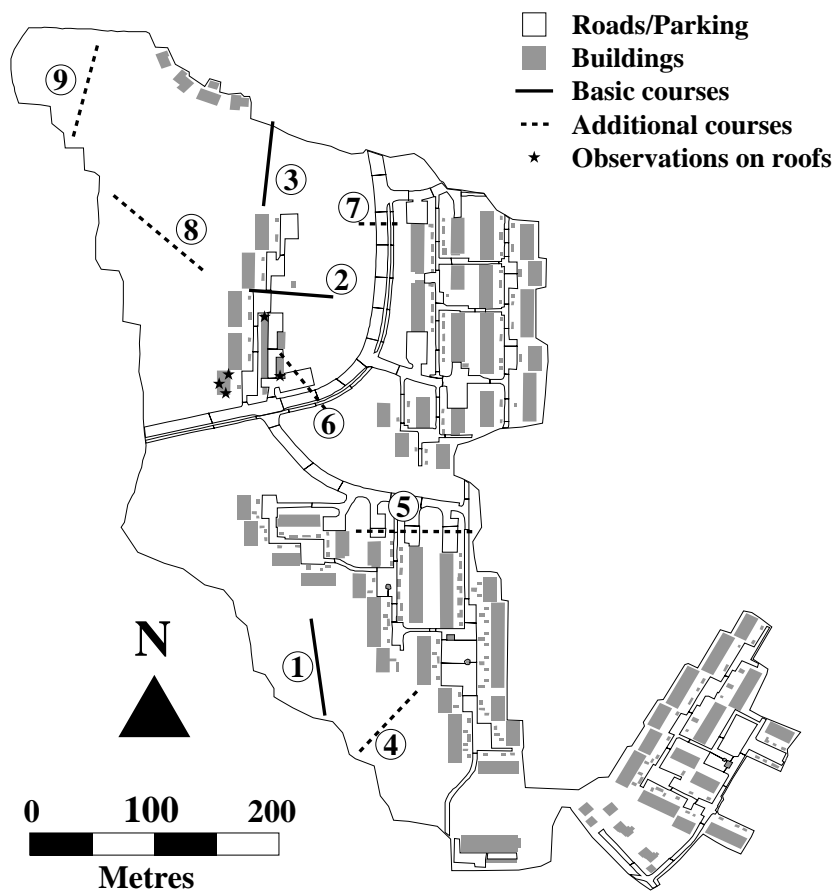 Roads/Parking
Buildings
Basic courses
Additional courses
Observations on roofs
9
3
7
8
2
6
5
1
4
N
0 100 200
Metres